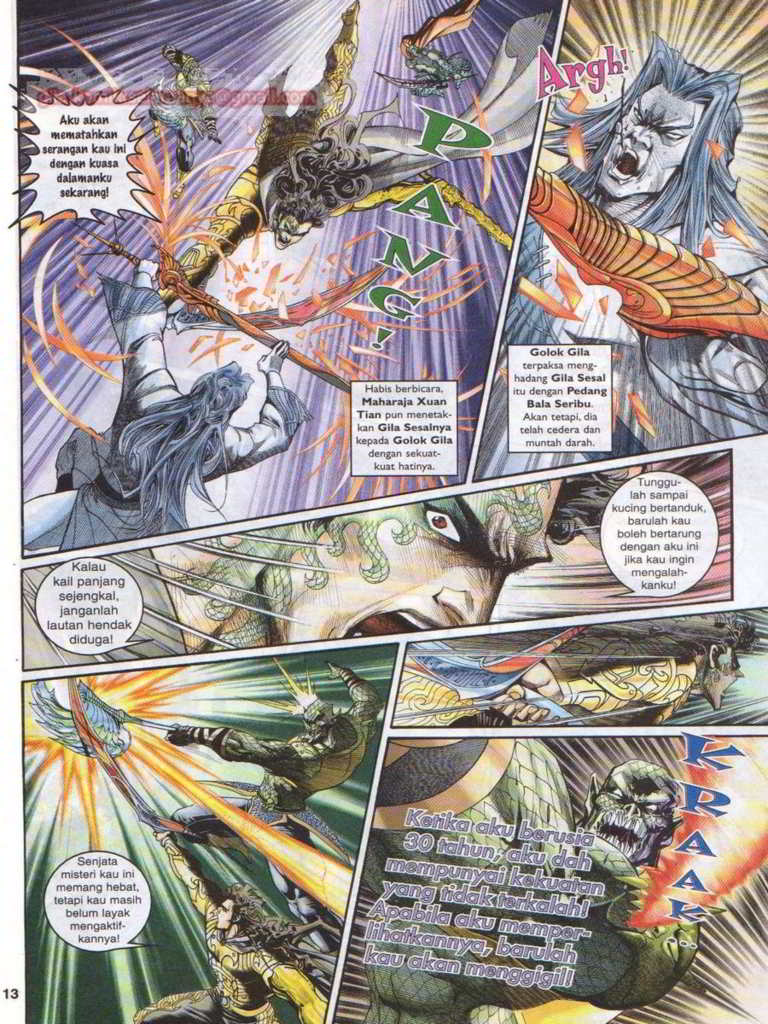 Aku akan
mematahkan
serangan kau ini
dengan kuasa
dalamanku
sekarang!
PANG!
Argh!
Habis berbicara,
Maharaja Xuan
Tian pun menetak-
kan Gila Sesalnya
kepada Golok Gila
dengan sekuat-
kuat hatinya.
Golok Gila
terpaksa meng-
hadang Gila Sesal
itu dengan Pedang
Bala Seribu.
Akan tetapi, dia
telah cedera dan
muntah darah.
Kalau
kail panjang
sejengkal,
janganlah
lautan hendak
diduga!
Tunggu-
lah sampai
kucing bertanduk,
barulah kau
boleh bertarung
dengan aku ini
jika kau ingin
mengalah-
kanku!
Senjata
misteri kau ini
memang hebat,
tetapi kau masih
belum layak
mengaktif-
kannya!
KRAAK...
Ketika aku berusia
30 tahun, aku dah
mempunyai kekuatan
yang tidak terkalah!
Apabila aku memper-
lihatkannya, barulah
kau akan menggigil!
13